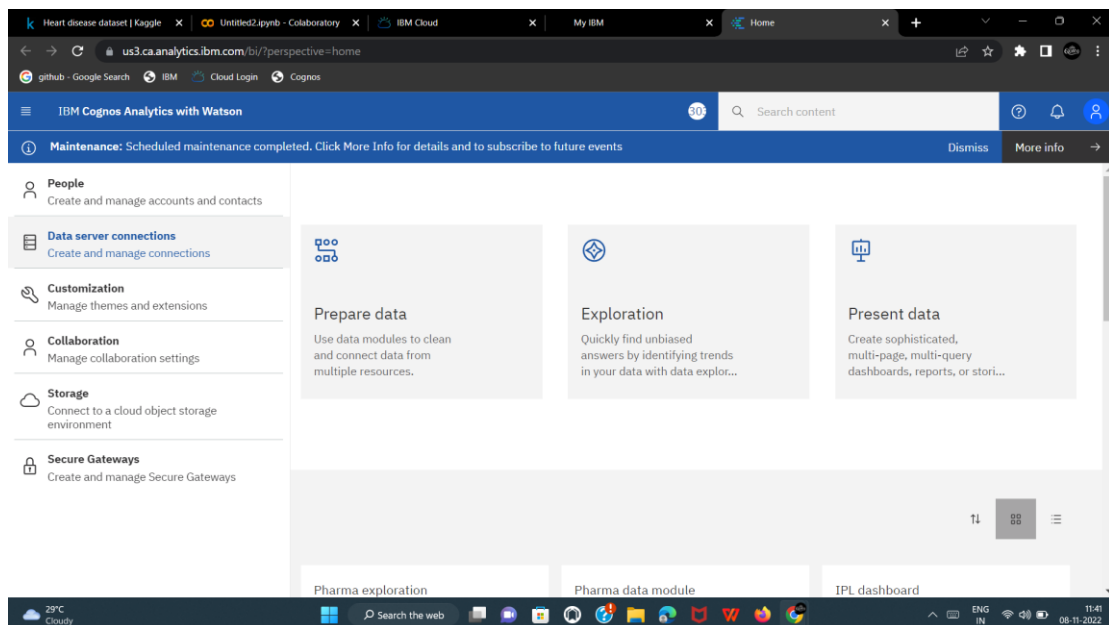 Heart disease dataset | Kaggle
Untitled2.ipynb - Colaboratory
IBM Cloud
My IBM
Home
us3.ca.analytics.ibm.com/bi/?perspective=home
github - Google Search
IBM
Cloud Login
Cognos
IBM Cognos Analytics with Watson
303
Search content
Maintenance: Scheduled maintenance completed. Click More Info for details and to subscribe to future events
Dismiss
More info
People
Create and manage accounts and contacts
Data server connections
Create and manage connections
Customization
Manage themes and extensions
Collaboration
Manage collaboration settings
Storage
Connect to a cloud object storage
environment
Secure Gateways
Create and manage Secure Gateways
Prepare data
Use data modules to clean
and connect data from
multiple resources.
Exploration
Quickly find unbiased
answers by identifying trends
in your data with data explor...
Present data
Create sophisticated,
multi-page, multi-query
dashboards, reports, or stori...
Pharma exploration
Pharma data module
IPL dashboard
29°C
Cloudy
Search the web
ENG
IN
11:41
08-11-2022